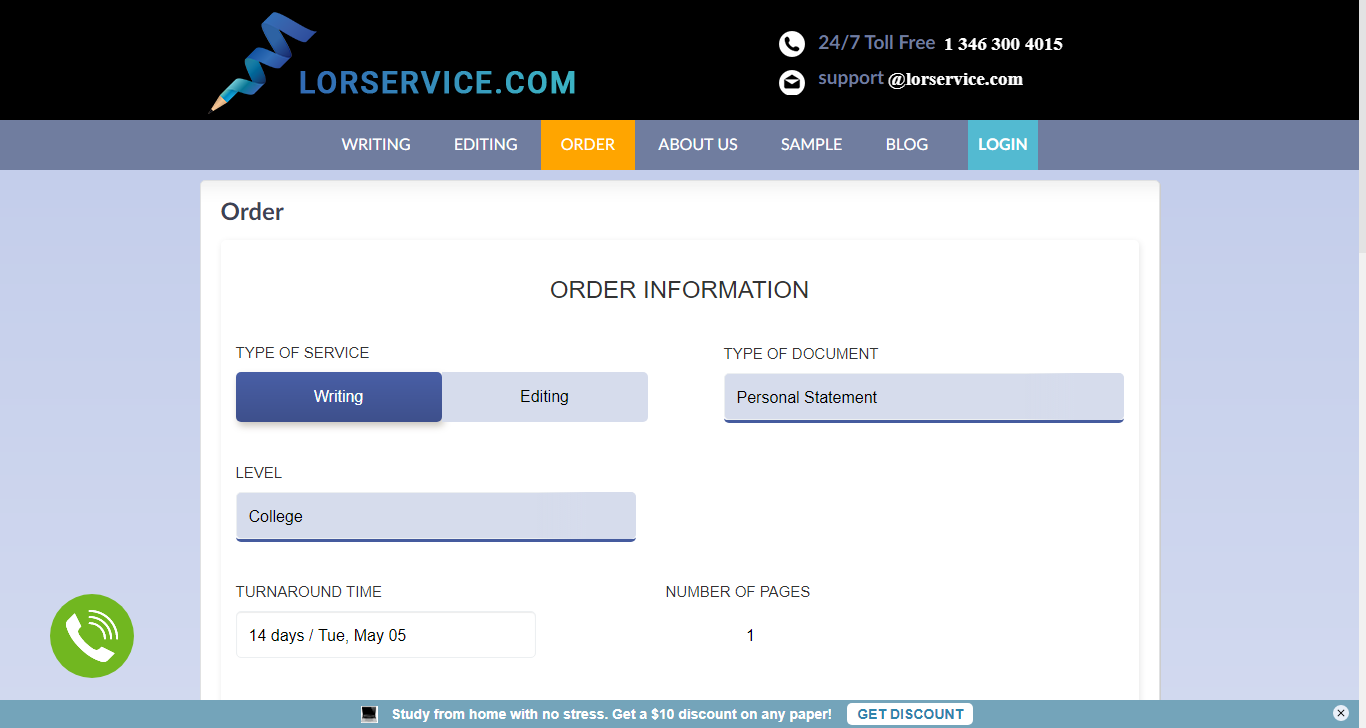 24/7 Toll Free 1 346 300 4015
LORSERVICE.COM
support @lorservice.com
WRITING EDITING ORDER ABOUT US SAMPLE BLOG LOGIN
Order
ORDER INFORMATION
TYPE OF SERVICE
TYPE OF DOCUMENT
Writing Editing
Personal Statement
LEVEL
College
TURNAROUND TIME
NUMBER OF PAGES
14 days / Tue, May 05
1
Study from home with no stress. Get a $10 discount on any paper! GET DISCOUNT